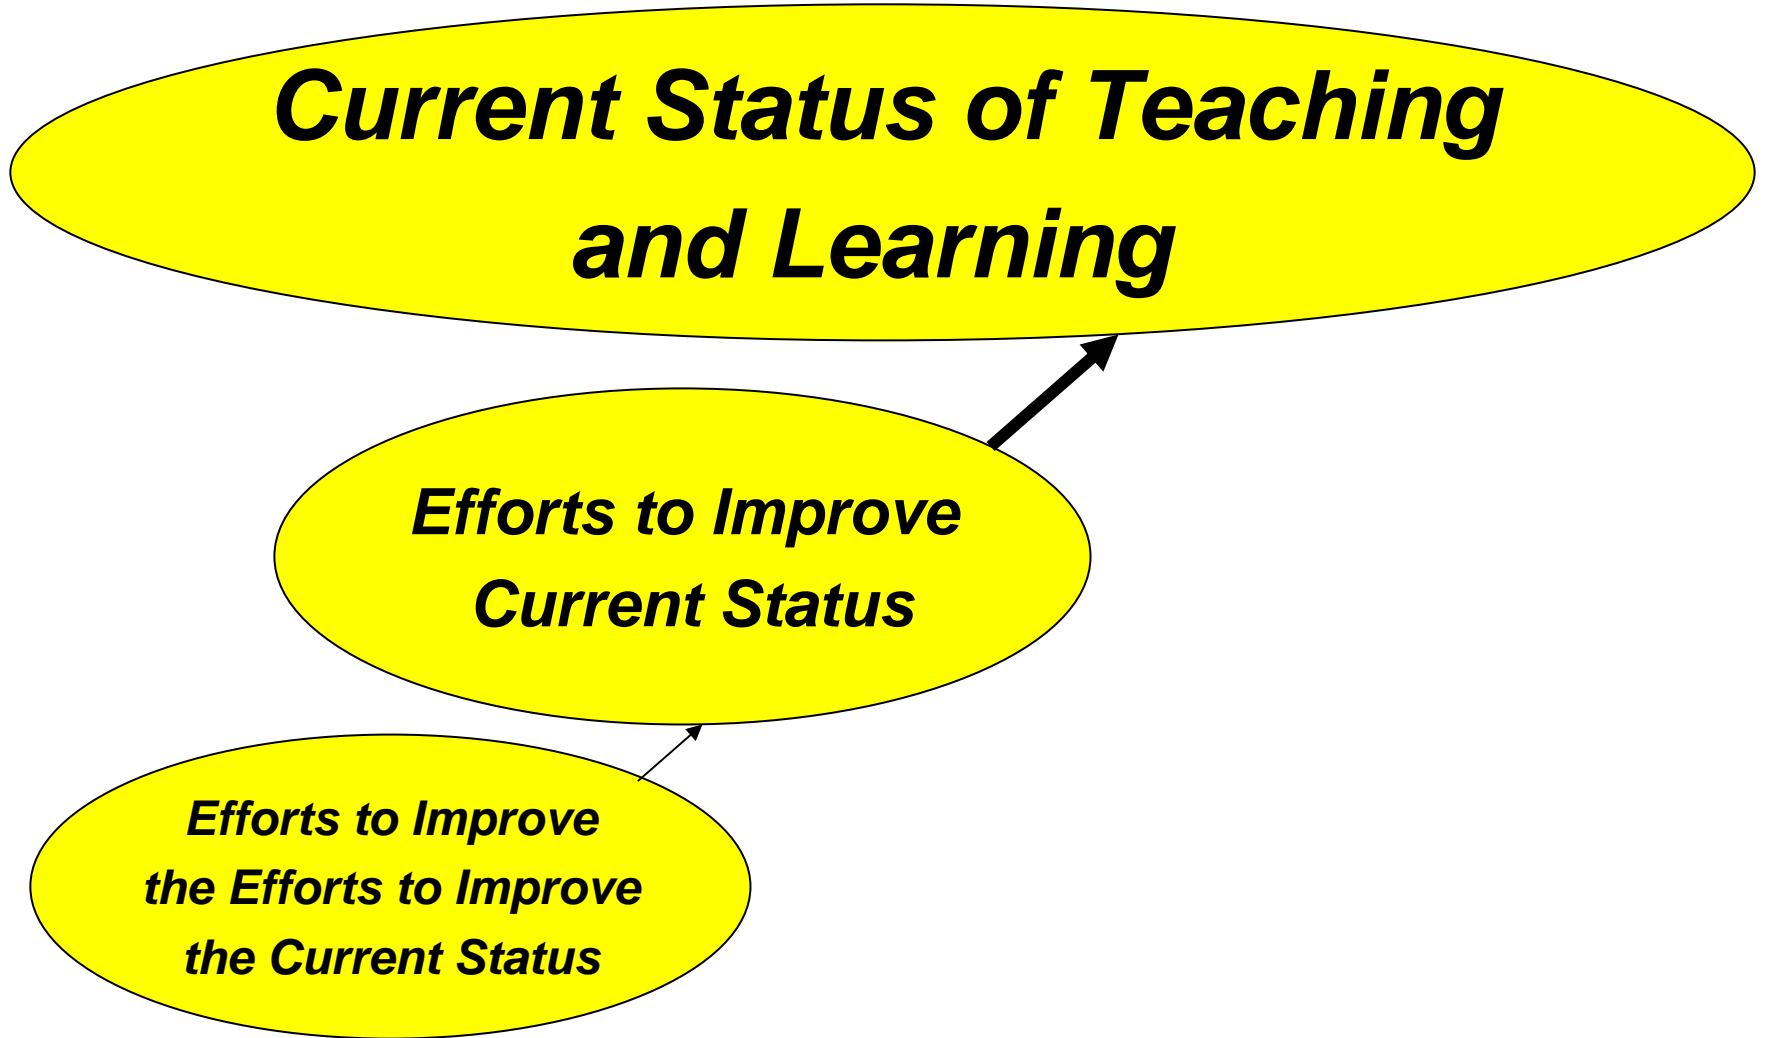 Current Status of Teaching
and Learning
Efforts to Improve
Current Status
Efforts to Improve
the Efforts to Improve
the Current Status